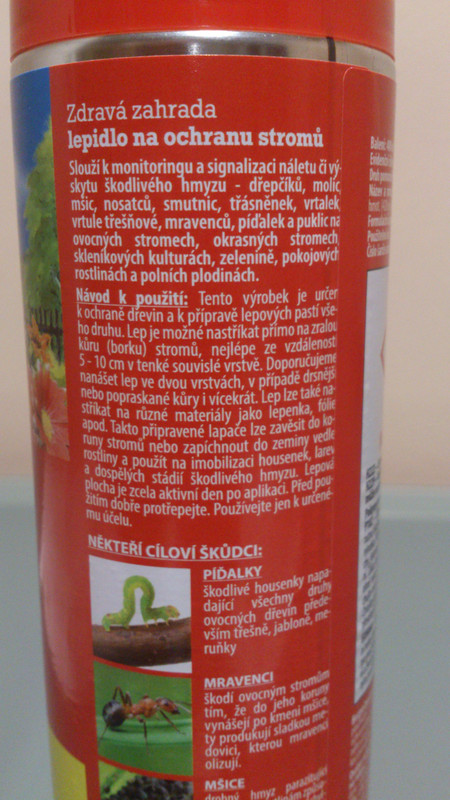 Zdravá zahrada
lepidlo na ochranu stromů
Slouží k monitoringu a signalizaci náletu či vý-
skytu škodlivého hmyzu - dřepčíků, molic,
mšic, nosatců, smutnic, třásněnek, vrtalek,
vrtule třešňové, mravenců, píďalek a puklic na
ovocných stromech, okrasných stromech,
skleníkových kulturách, zelenině, pokojových
rostlinách a polních plodinách.
Návod k použití: Tento výrobek je určen
k ochraně dřevin a k přípravě lepových pastí vše-
ho druhu. Lep je možné nastříkat přímo na zralou
kůru (borku) stromů, nejlépe ze vzdálenosti
5 - 10 cm v tenké souvislé vrstvě. Doporučujeme
nanášet lep ve dvou vrstvách, v případě drsnější
nebo popraskané kůry i vícekrát. Lep lze také na-
stříkat na různé materiály jako lepenka, fólie
apod. Takto připravené lapače lze zavěsit do ko-
runy stromů nebo zapíchnout do zeminy vedle
rostliny a použít na imobilizaci housenek, larev
a dospělých stádií škodlivého hmyzu. Lepová
plocha je zcela aktivní den po aplikaci. Před pou-
žitím dobře protřepejte. Používejte jen k určené-
mu účelu.
NĚKTEŘÍ CÍLOVÍ ŠKŮDCI:
PÍĎALKY
škodlivé housenky napa-
dající všechny druhy
ovocných dřevin přede-
vším třešně, jabloně, me-
ruňky
MRAVENCI
škodí ovocným stromům
tím, že do jeho koruny
vynášejí po kmeni mšice,
ty produkují sladkou me-
dovici, kterou mravenci
olizují.
MŠICE
drobný hmyz parazitující